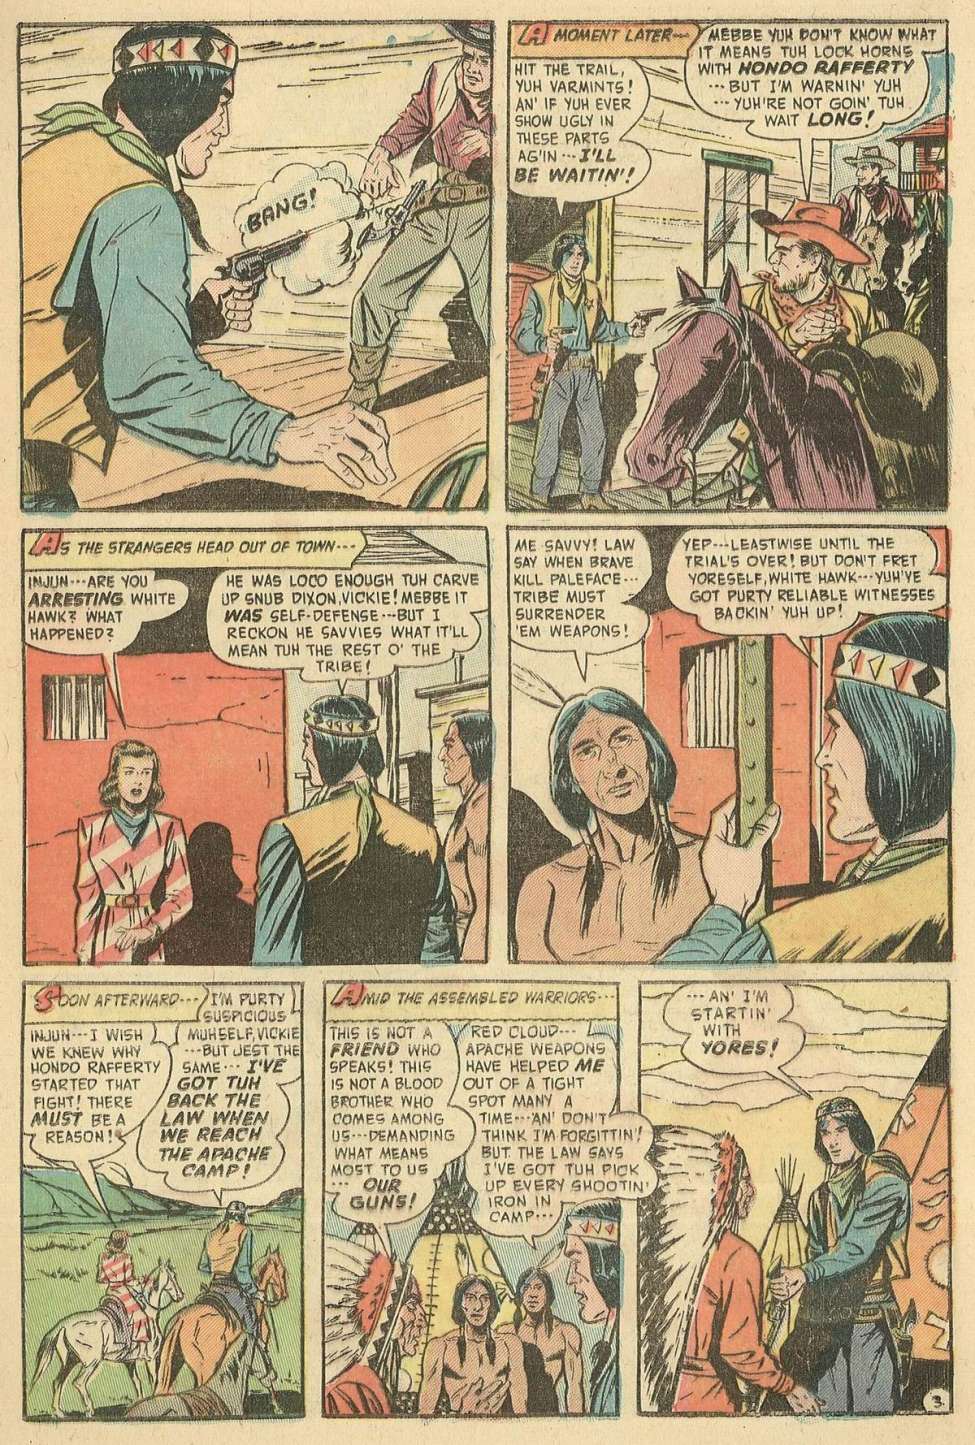 BANG!
A MOMENT LATER---
HIT THE TRAIL,
YUH VARMINTS!
AN' IF YUH EVER
SHOW UGLY IN
THESE PARTS
AG'IN --- I'LL
BE WAITIN'!
MEBBE YUH DON'T KNOW WHAT
IT MEANS TUH LOCK HORNS
WITH HONDO RAFFERTY
--- BUT I'M WARNIN' YUH
--- YUH'RE NOT GOIN' TUH
WAIT LONG!
AS THE STRANGERS HEAD OUT OF TOWN---
INJUN---ARE YOU
ARRESTING WHITE
HAWK? WHAT
HAPPENED?
HE WAS LOCO ENOUGH TUH CARVE
UP SNUB DIXON, VICKIE! MEBBE IT
WAS SELF-DEFENSE---BUT I
RECKON HE SAVVIES WHAT IT'LL
MEAN TUH THE REST O' THE
TRIBE!
ME SAVVY! LAW
SAY WHEN BRAVE
KILL PALEFACE---
TRIBE MUST
SURRENDER
'EM WEAPONS!
YEP---LEASTWISE UNTIL THE
TRIAL'S OVER! BUT DON'T FRET
YORESELF, WHITE HAWK---YUH'VE
GOT PURTY RELIABLE WITNESSES
BACKIN' YUH UP!
SOON AFTERWARD---
INJUN---I WISH
WE KNEW WHY
HONDO RAFFERTY
STARTED THAT
FIGHT! THERE
MUST BE A
REASON!
I'M PURTY
SUSPICIOUS
MUHSELF, VICKIE
---BUT JEST THE
SAME---I'VE
GOT TUH
BACK THE
LAW WHEN
WE REACH
THE APACHE
CAMP!
AMID THE ASSEMBLED WARRIORS---
THIS IS NOT A
FRIEND WHO
SPEAKS! THIS
IS NOT A BLOOD
BROTHER WHO
COMES AMONG
US---DEMANDING
WHAT MEANS
MOST TO US
--- OUR
GUNS!
RED CLOUD---
APACHE WEAPONS
HAVE HELPED ME
OUT OF A TIGHT
SPOT MANY A
TIME---AN' DON'T
THINK I'M FORGITTIN'!
BUT THE LAW SAYS
I'VE GOT TUH PICK
UP EVERY SHOOTIN'
IRON IN
CAMP---
---AN' I'M
STARTIN'
WITH
YORES!
3